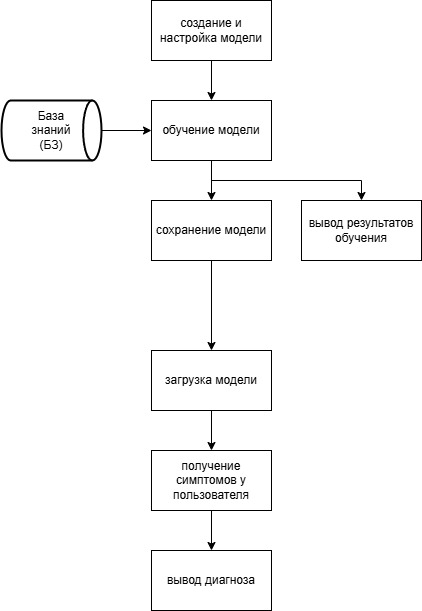 создание и
настройка модели
База
знаний
(БЗ)
обучение модели
сохранение модели
вывод результатов
обучения
загрузка модели
получение
симптомов у
пользователя
вывод диагноза